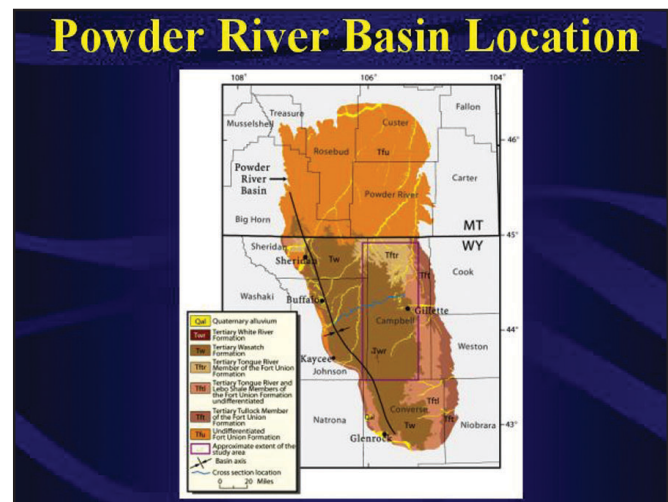 Powder River Basin Location
108° 106° 104°
Treasure
Fallon
Musselshell
Custer
46°
Rosebud
Tfu
Powder
River
Basin
Carter
Powder River
Big Horn
MT
45°
WY
Sheridan
Tw
Tftr
Sheridan
Tft
Cook
Washaki
Buffalo
Gillette
Campbell
44°
Weston
Twr
Kaycee
Johnson
Natrona
Qal
Converse
Tftl
Tw
Tft
Niobrara
43°
Glenrock
Qal Quaternary alluvium
Twr Tertiary White River
Formation
Tw Tertiary Wasatch
Formation
Tftr Tertiary Tongue River
Member of the Fort Union
Formation
Tftl Tertiary Tongue River and
Lebo Shale Members of
the Fort Union Formation
undifferentiated
Tft Tertiary Tullock Member
of the Fort Union
Formation
Tfu Undifferentiated
Fort Union Formation
Approximate extent of the
study area
Basin axis
Cross section location
0 20 Miles